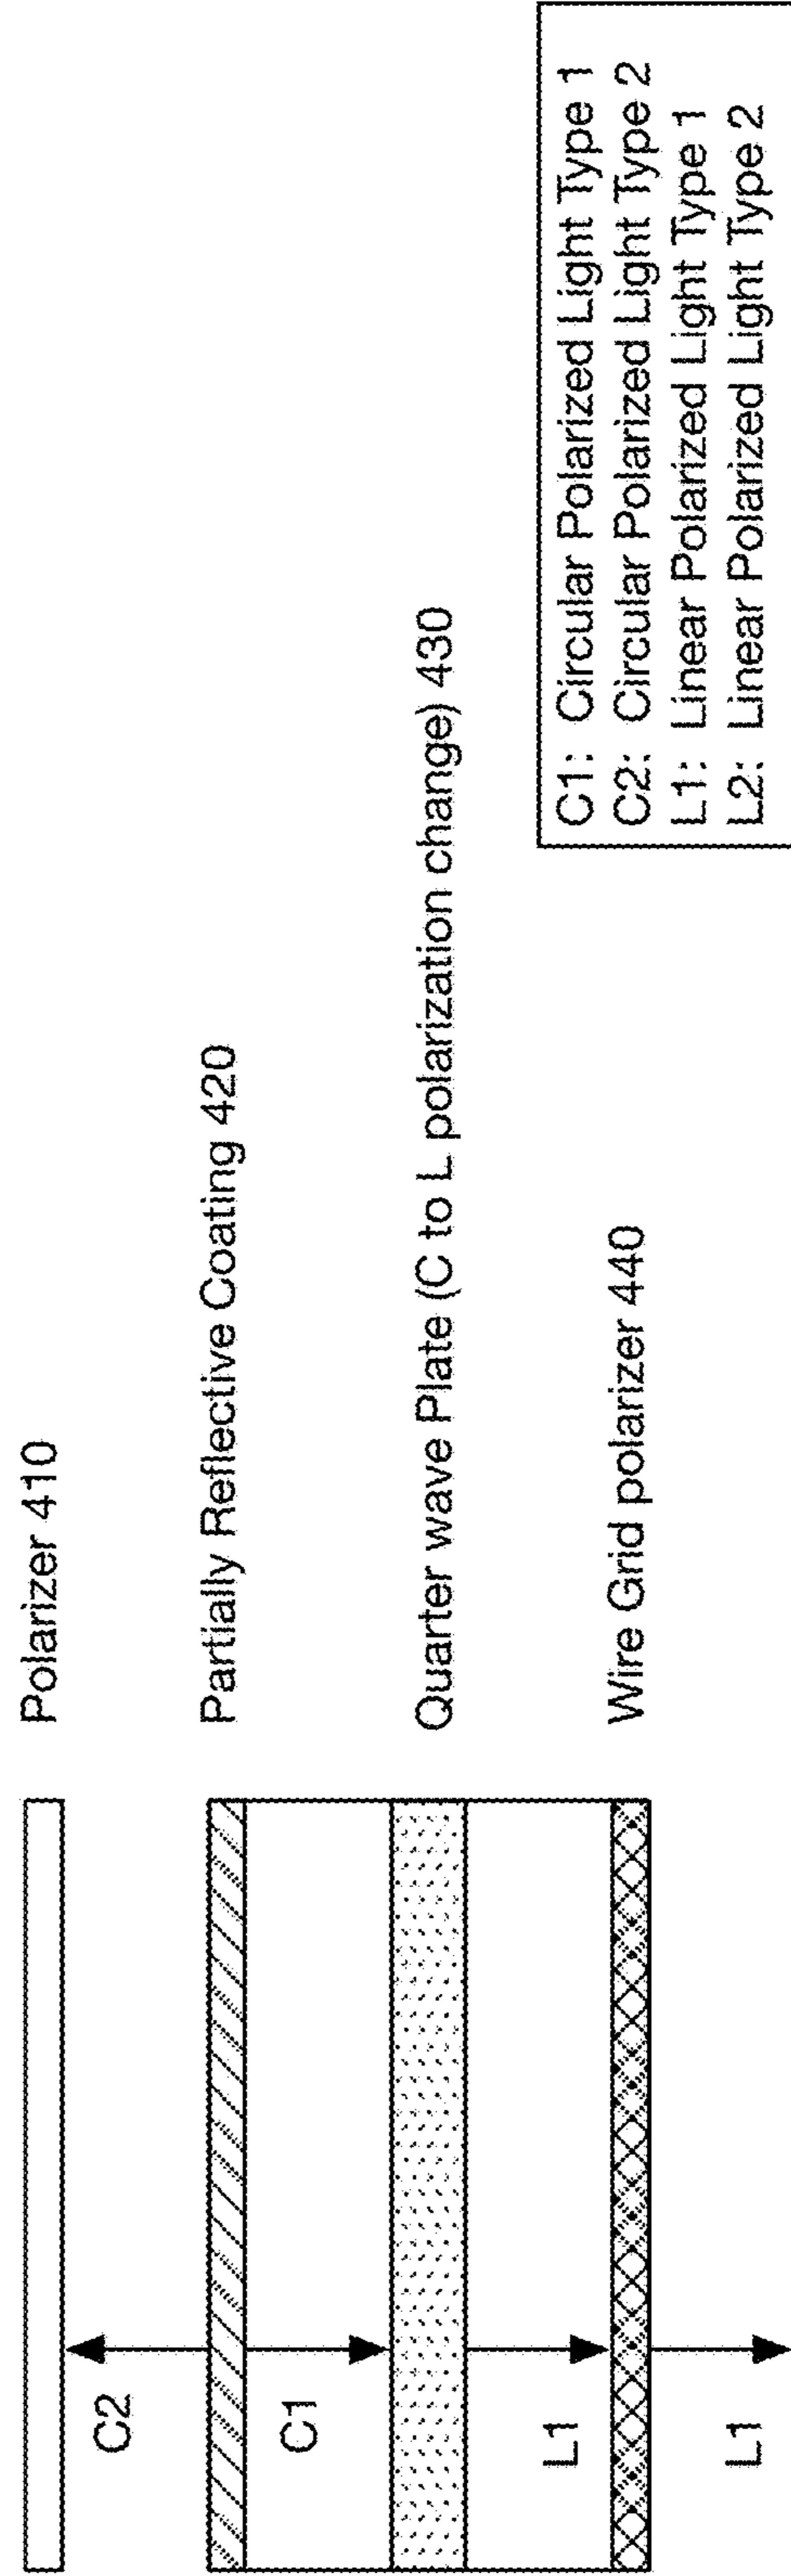 Polarizer 410
C2
Partially Reflective Coating 420
C1
Quarter wave Plate (C to L polarization change) 430
L1
Wire Grid polarizer 440
L1
C1: Circular Polarized Light Type 1
C2: Circular Polarized Light Type 2
L1: Linear Polarized Light Type 1
L2: Linear Polarized Light Type 2